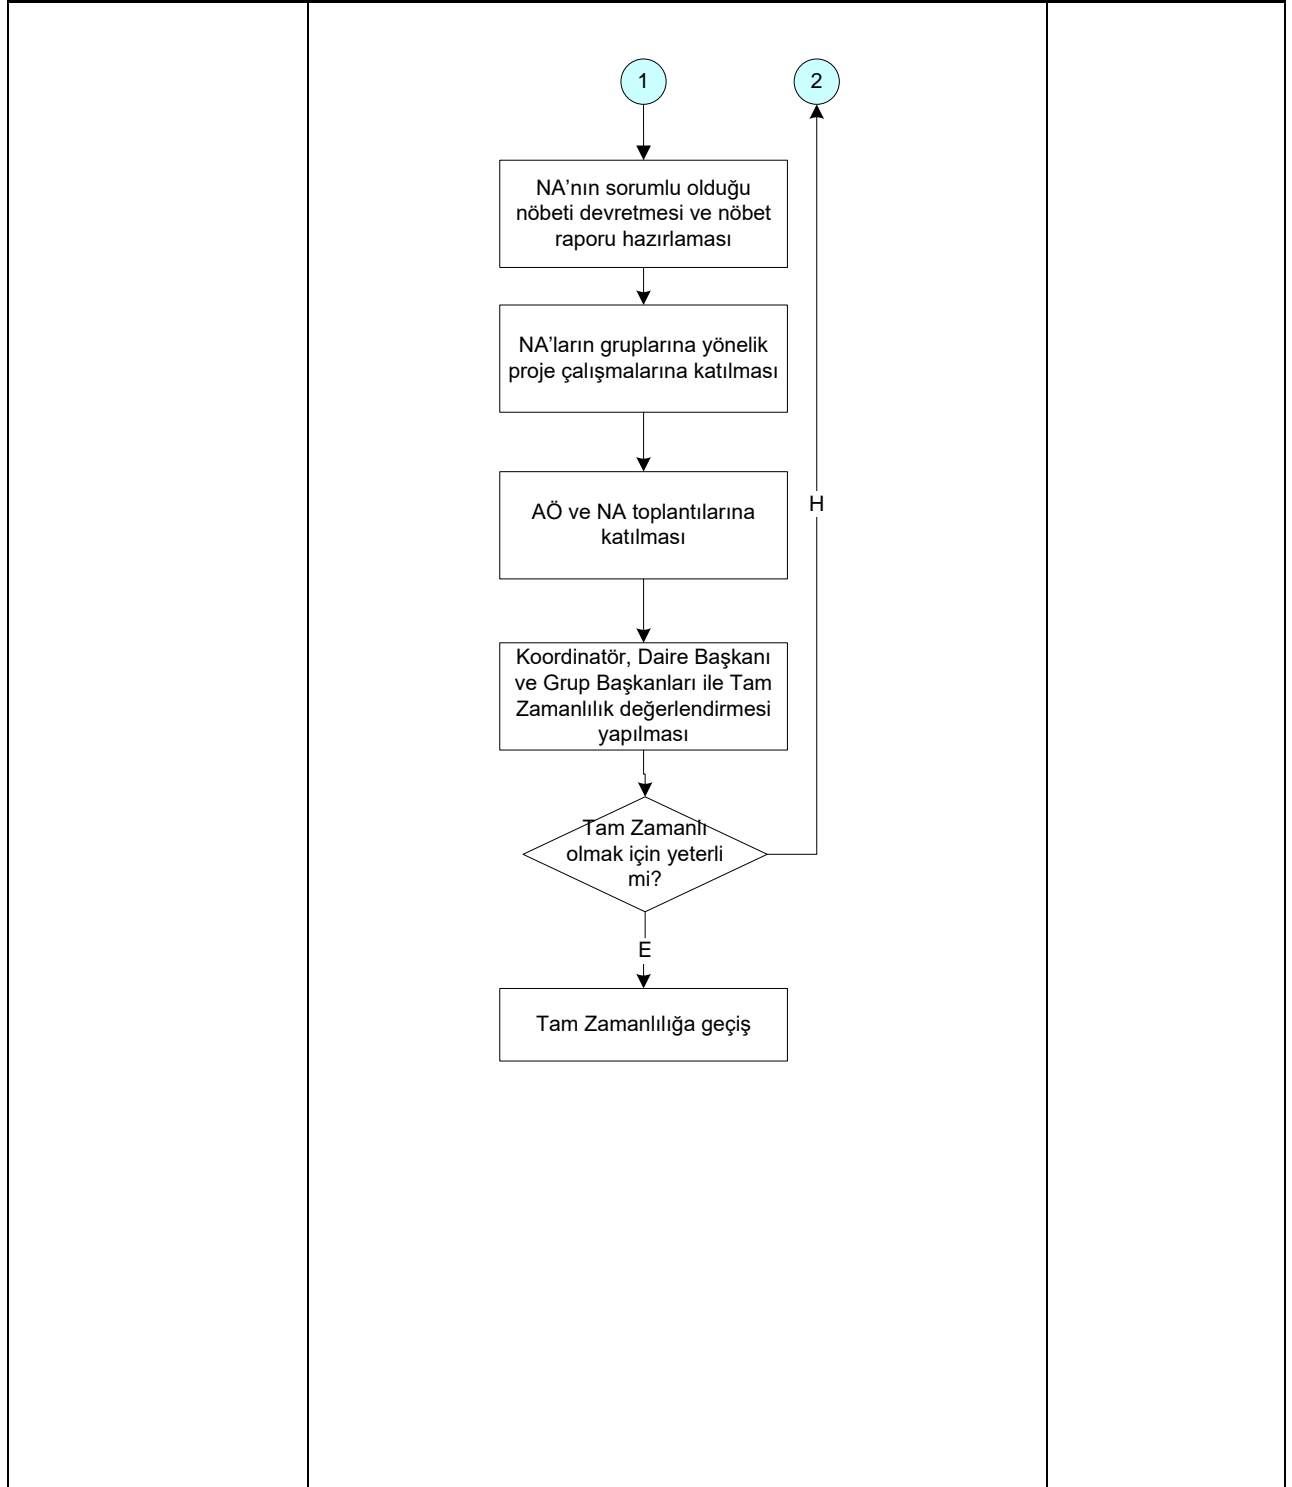 1
2
NA’nın sorumlu olduğu
nöbeti devretmesi ve nöbet
raporu hazırlaması
NA’ların gruplarına yönelik
proje çalışmalarına katılması
AÖ ve NA toplantılarına
katılması
H
Koordinatör, Daire Başkanı
ve Grup Başkanları ile Tam
Zamanlılık değerlendirmesi
yapılması
Tam Zamanlı
olmak için yeterli
mi?
E
Tam Zamanlılığa geçiş